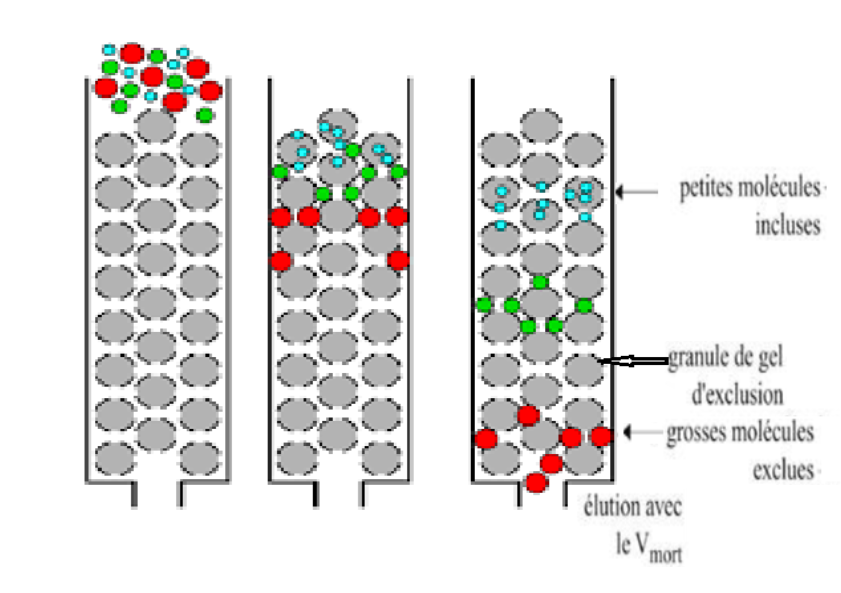 petites molécules
incluses
granule de gel
d'exclusion
grosses molécules
exclues
élution avec
le Vmort